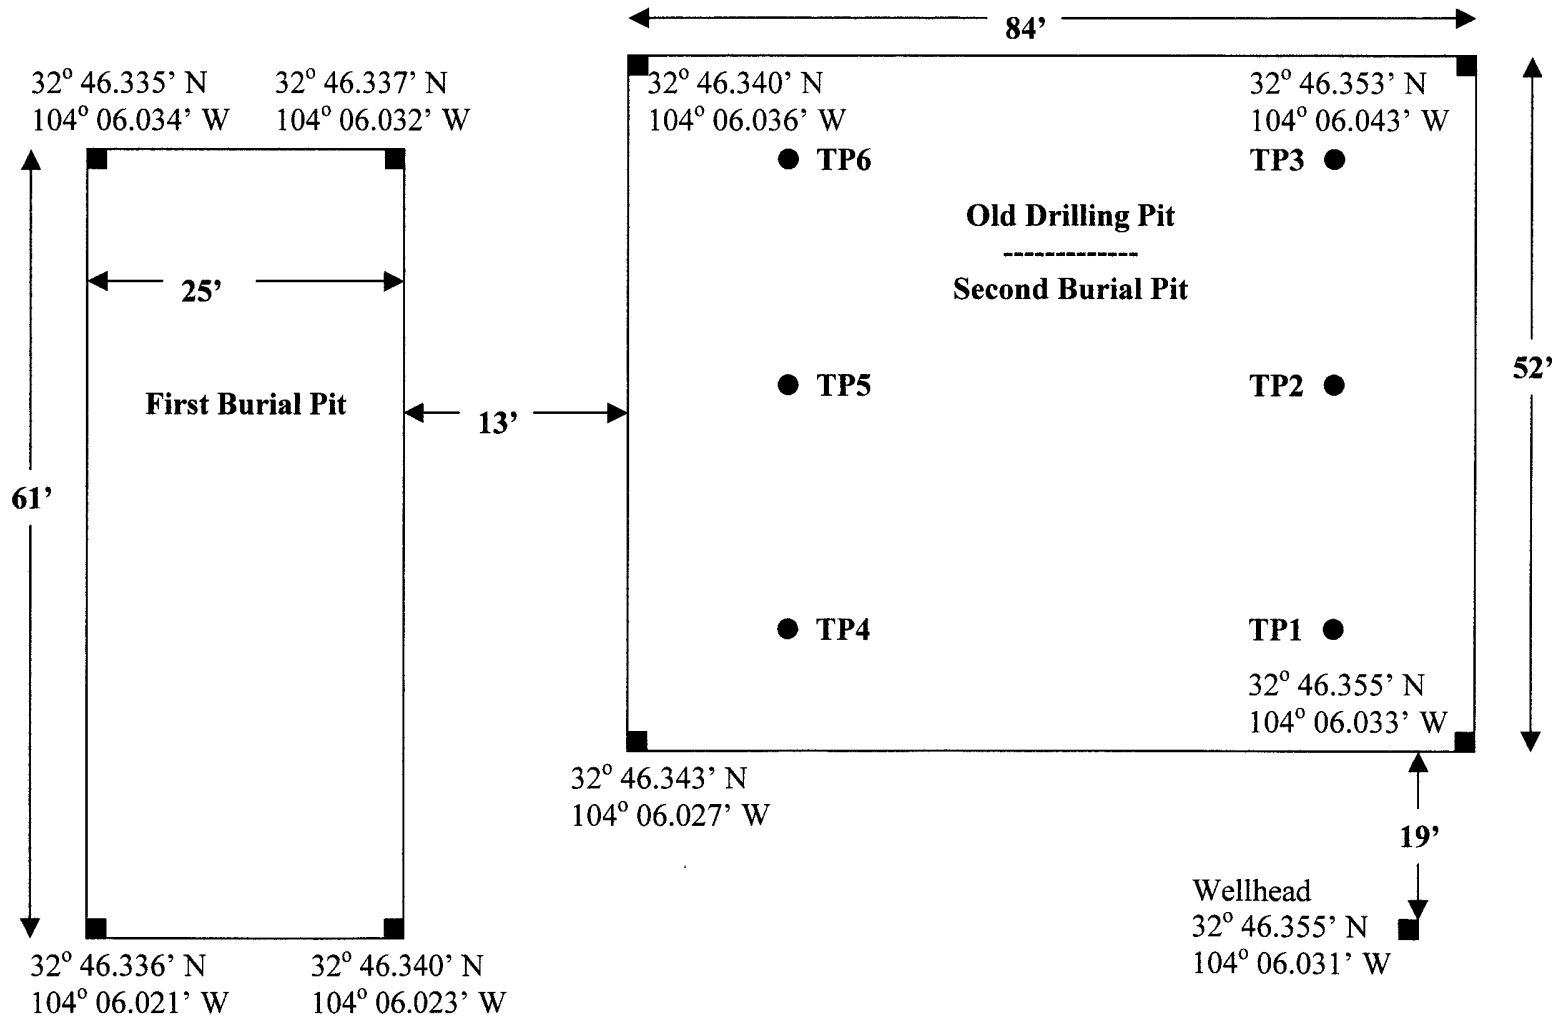 84’
32° 46.335’ N
104° 06.034’ W
32° 46.337’ N
104° 06.032’ W
32° 46.340’ N
104° 06.036’ W
32° 46.353’ N
104° 06.043’ W
TP6
TP3
Old Drilling Pit
-------------
Second Burial Pit
25’
52’
First Burial Pit
TP5
TP2
13’
61’
TP4
TP1
32° 46.355’ N
104° 06.033’ W
32° 46.343’ N
104° 06.027’ W
19’
Wellhead
32° 46.355’ N
104° 06.031’ W
32° 46.336’ N
104° 06.021’ W
32° 46.340’ N
104° 06.023’ W